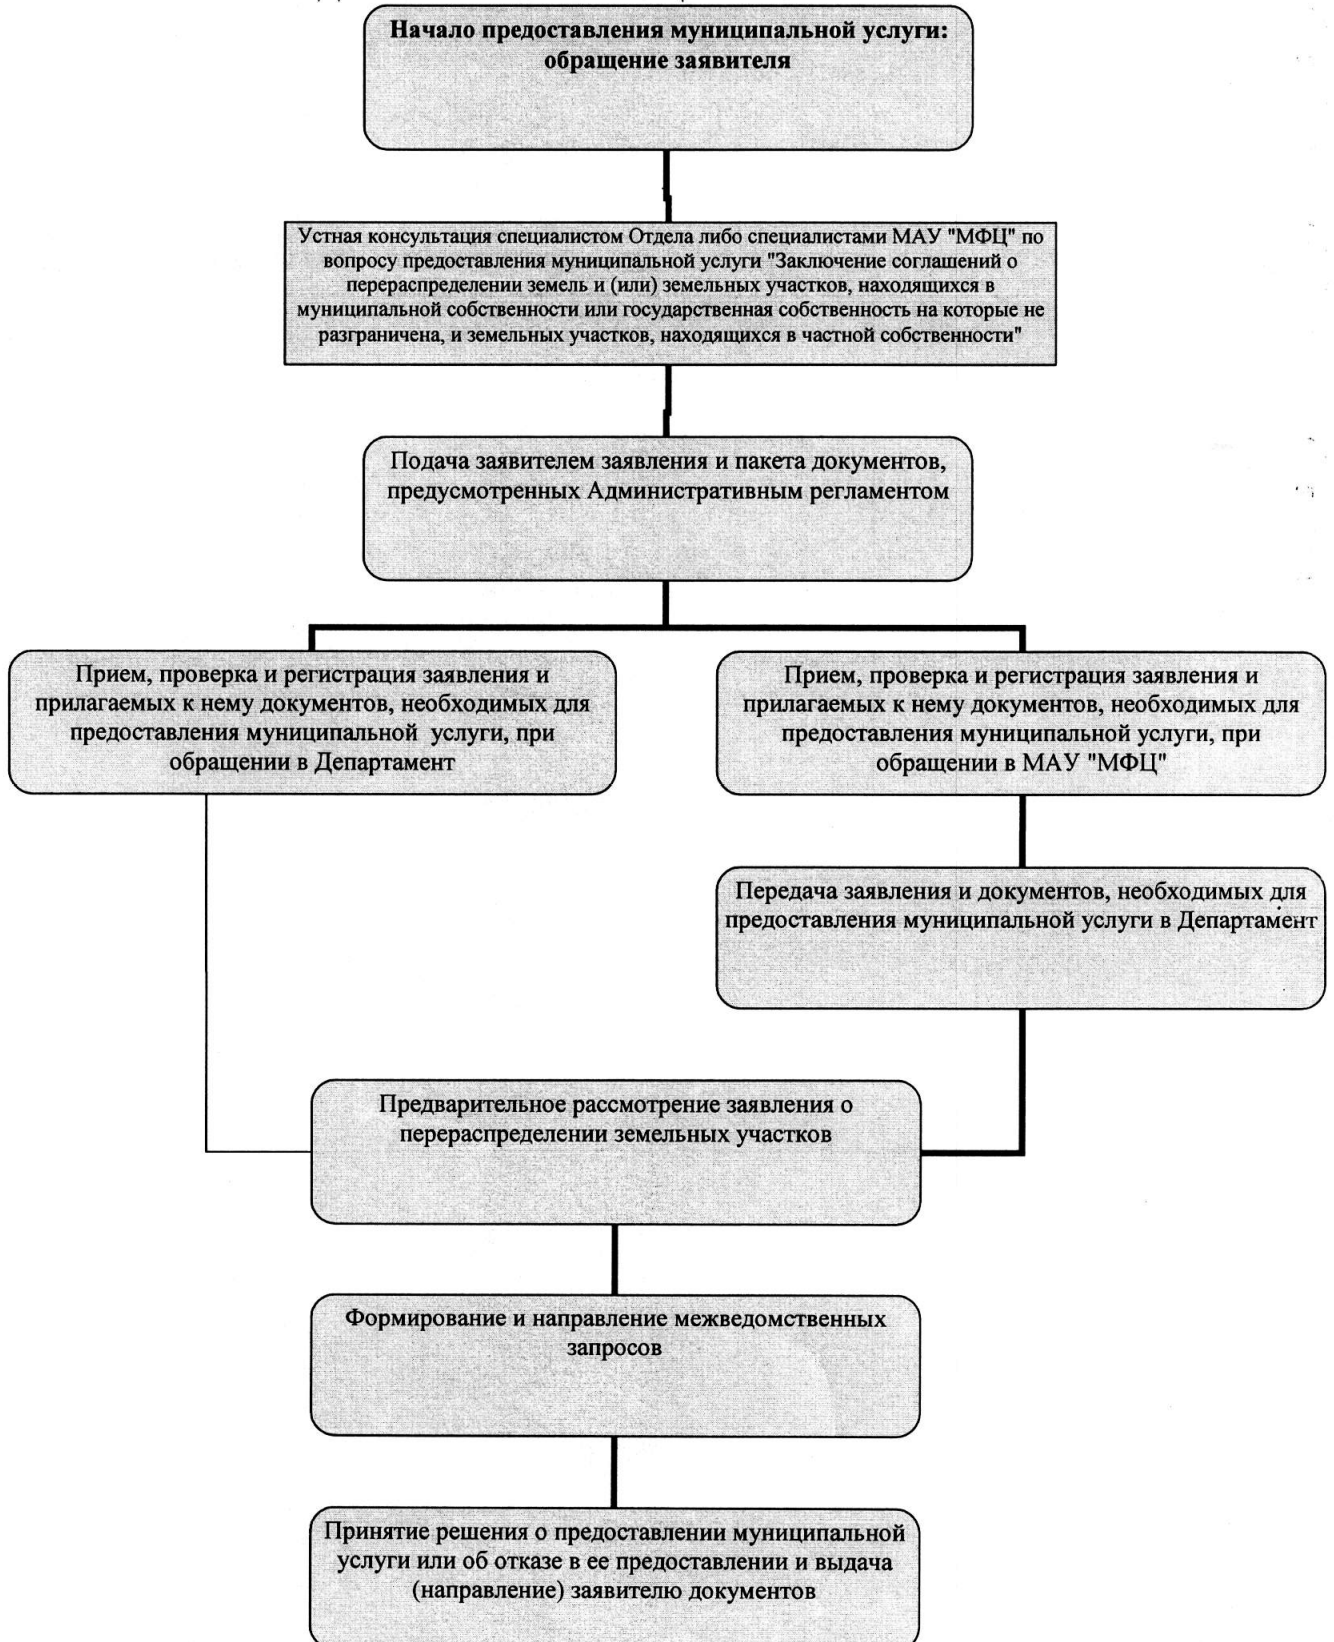 Начало предоставления муниципальной услуги:
обращение заявителя
Устная консультация специалистом Отдела либо специалистами МАУ "МФЦ" по
вопросу предоставления муниципальной услуги "Заключение соглашений о
перераспределении земель и (или) земельных участков, находящихся в
муниципальной собственности или государственная собственность на которые не
разграничена, и земельных участков, находящихся в частной собственности"
Подача заявителем заявления и пакета документов,
предусмотренных Административным регламентом
Прием, проверка и регистрация заявления и
прилагаемых к нему документов, необходимых для
предоставления муниципальной услуги, при
обращении в Департамент
Прием, проверка и регистрация заявления и
прилагаемых к нему документов, необходимых для
предоставления муниципальной услуги, при
обращении в МАУ "МФЦ"
Передача заявления и документов, необходимых для
предоставления муниципальной услуги в Департамент
Предварительное рассмотрение заявления о
перераспределении земельных участков
Формирование и направление межведомственных
запросов
Принятие решения о предоставлении муниципальной
услуги или об отказе в ее предоставлении и выдача
(направление) заявителю документов